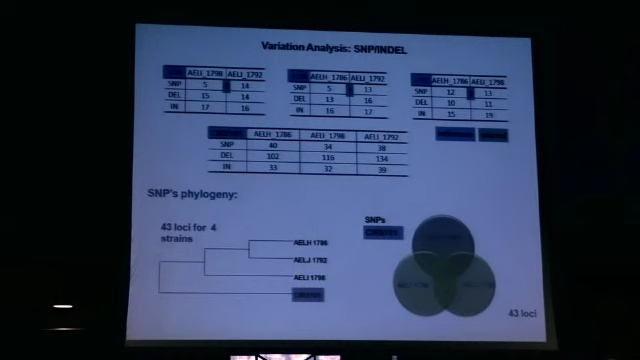 Variation Analysis: SNP/INDEL
AELI_1798 AELJ_1792
SNP 5 14
DEL 15 14
IN 17 16
AELH_1786 AELJ_1792
SNP 5 13
DEL 13 16
IN 16 17
AELH_1786 AELI_1798
SNP 12 13
DEL 10 11
IN 15 19
AELH_1786 AELI_1798 AELJ_1792
SNP 40 34 38
DEL 102 116 134
IN 33 32 39
SNP's phylogeny:
43 loci for 4
strains
AELH 1786
AELJ 1792
AELI 1798
SNPs
43 loci